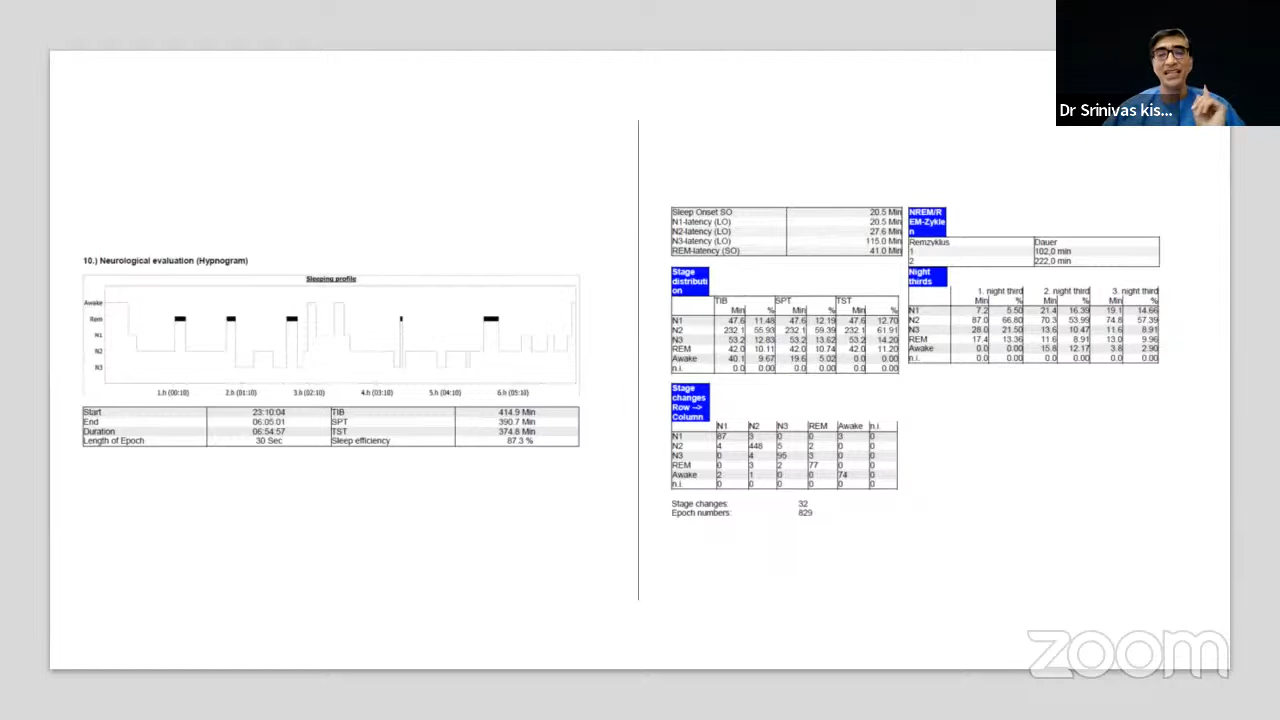 Dr Srinivas kis...
10.) Neurological evaluation (Hypnogram)
Sleeping profile
Awake
Rem
N1
N2
N3
1.h (00:10) 2.h (01:10) 3.h (02:10) 4.h (03:10) 5.h (04:10) 6.h (05:10)
Start 23:10:04 TIB 414.9 Min
End 06:05:01 SPT 390.7 Min
Duration 06:54:57 TST 374.8 Min
Length of Epoch 30 Sec Sleep efficiency 87.3 %
Sleep Onset SO 20.5 Min
N1-latency (LO) 20.5 Min
N2-latency (LO) 27.6 Min
N3-latency (LO) 115.0 Min
REM-latency (SO) 41.0 Min
NREM/R
EM-Zykle
n
Remzyklus Dauer
1 102,0 min
2 222,0 min
Stage
distributi
on
TIB SPT TST
Min % Min % Min %
N1 47.6 11.48 47.6 12.19 47.6 12.70
N2 232.1 55.93 232.1 59.39 232.1 61.91
N3 53.2 12.83 53.2 13.62 53.2 14.20
REM 42.0 10.11 42.0 10.74 42.0 11.20
Awake 40.1 9.67 19.6 5.02 0.0 0.00
n.i. 0.0 0.00 0.0 0.00 0.0 0.00
Night
thirds
1. night third 2. night third 3. night third
Min % Min % Min %
N1 7.2 5.50 21.4 16.39 19.1 14.66
N2 87.0 66.80 70.3 53.99 74.8 57.39
N3 28.0 21.50 13.6 10.47 11.6 8.91
REM 17.4 13.36 11.6 8.91 13.0 9.96
Awake 0.0 0.00 15.8 12.17 3.8 2.90
n.i. 0.0 0.00 0.0 0.00 0.0 0.00
Stage
changes
Row -->
Column
N1 N2 N3 REM Awake n.i.
N1 87 3 0 0 3 0
N2 4 448 5 2 0 0
N3 0 4 95 3 0 0
REM 0 3 2 77 0 0
Awake 2 1 0 0 74 0
n.i. 0 0 0 0 0 0
Stage changes: 32
Epoch numbers: 829
zoom